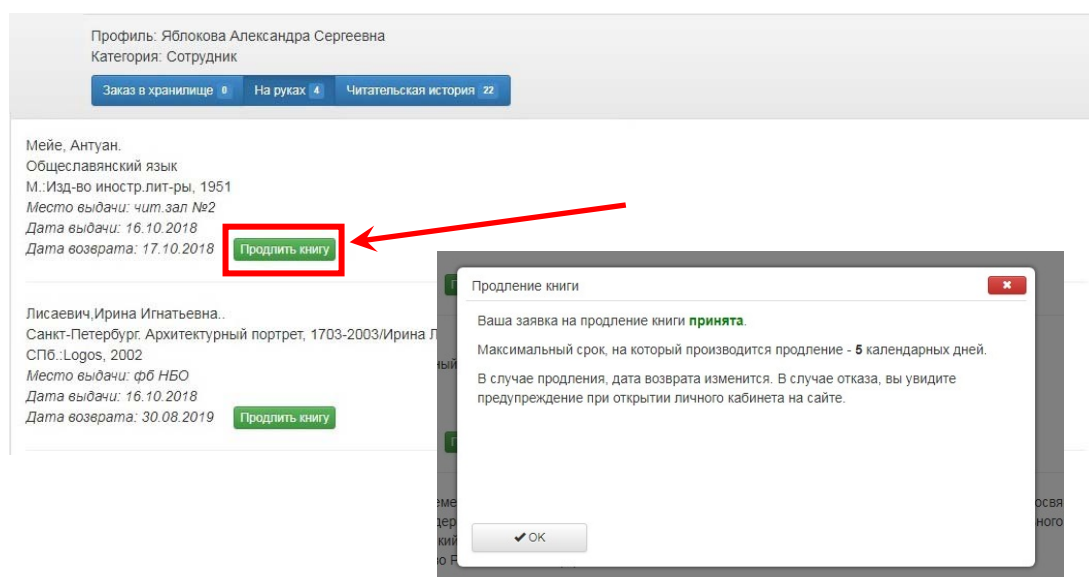 Профиль: Яблокова Александра Сергеевна
Категория: Сотрудник
Заказ в хранилище 0 На руках 4 Читательская история 22
Мейе, Антуан.
Общеславянский язык
М.:Изд-во иностр.лит-ры, 1951
Место выдачи: чит.зал №2
Дата выдачи: 16.10.2018
Дата возврата: 17.10.2018 Продлить книгу
Лисаевич,Ирина Игнатьевна..
Санкт-Петербург. Архитектурный портрет, 1703-2003/Ирина Л
СПб.:Logos, 2002
Место выдачи: фб НБО
Дата выдачи: 16.10.2018
Дата возврата: 30.08.2019 Продлить книгу
Продление книги
Ваша заявка на продление книги принята.
Максимальный срок, на который производится продление - 5 календарных дней.
В случае продления, дата возврата изменится. В случае отказа, вы увидите
предупреждение при открытии личного кабинета на сайте.
OK